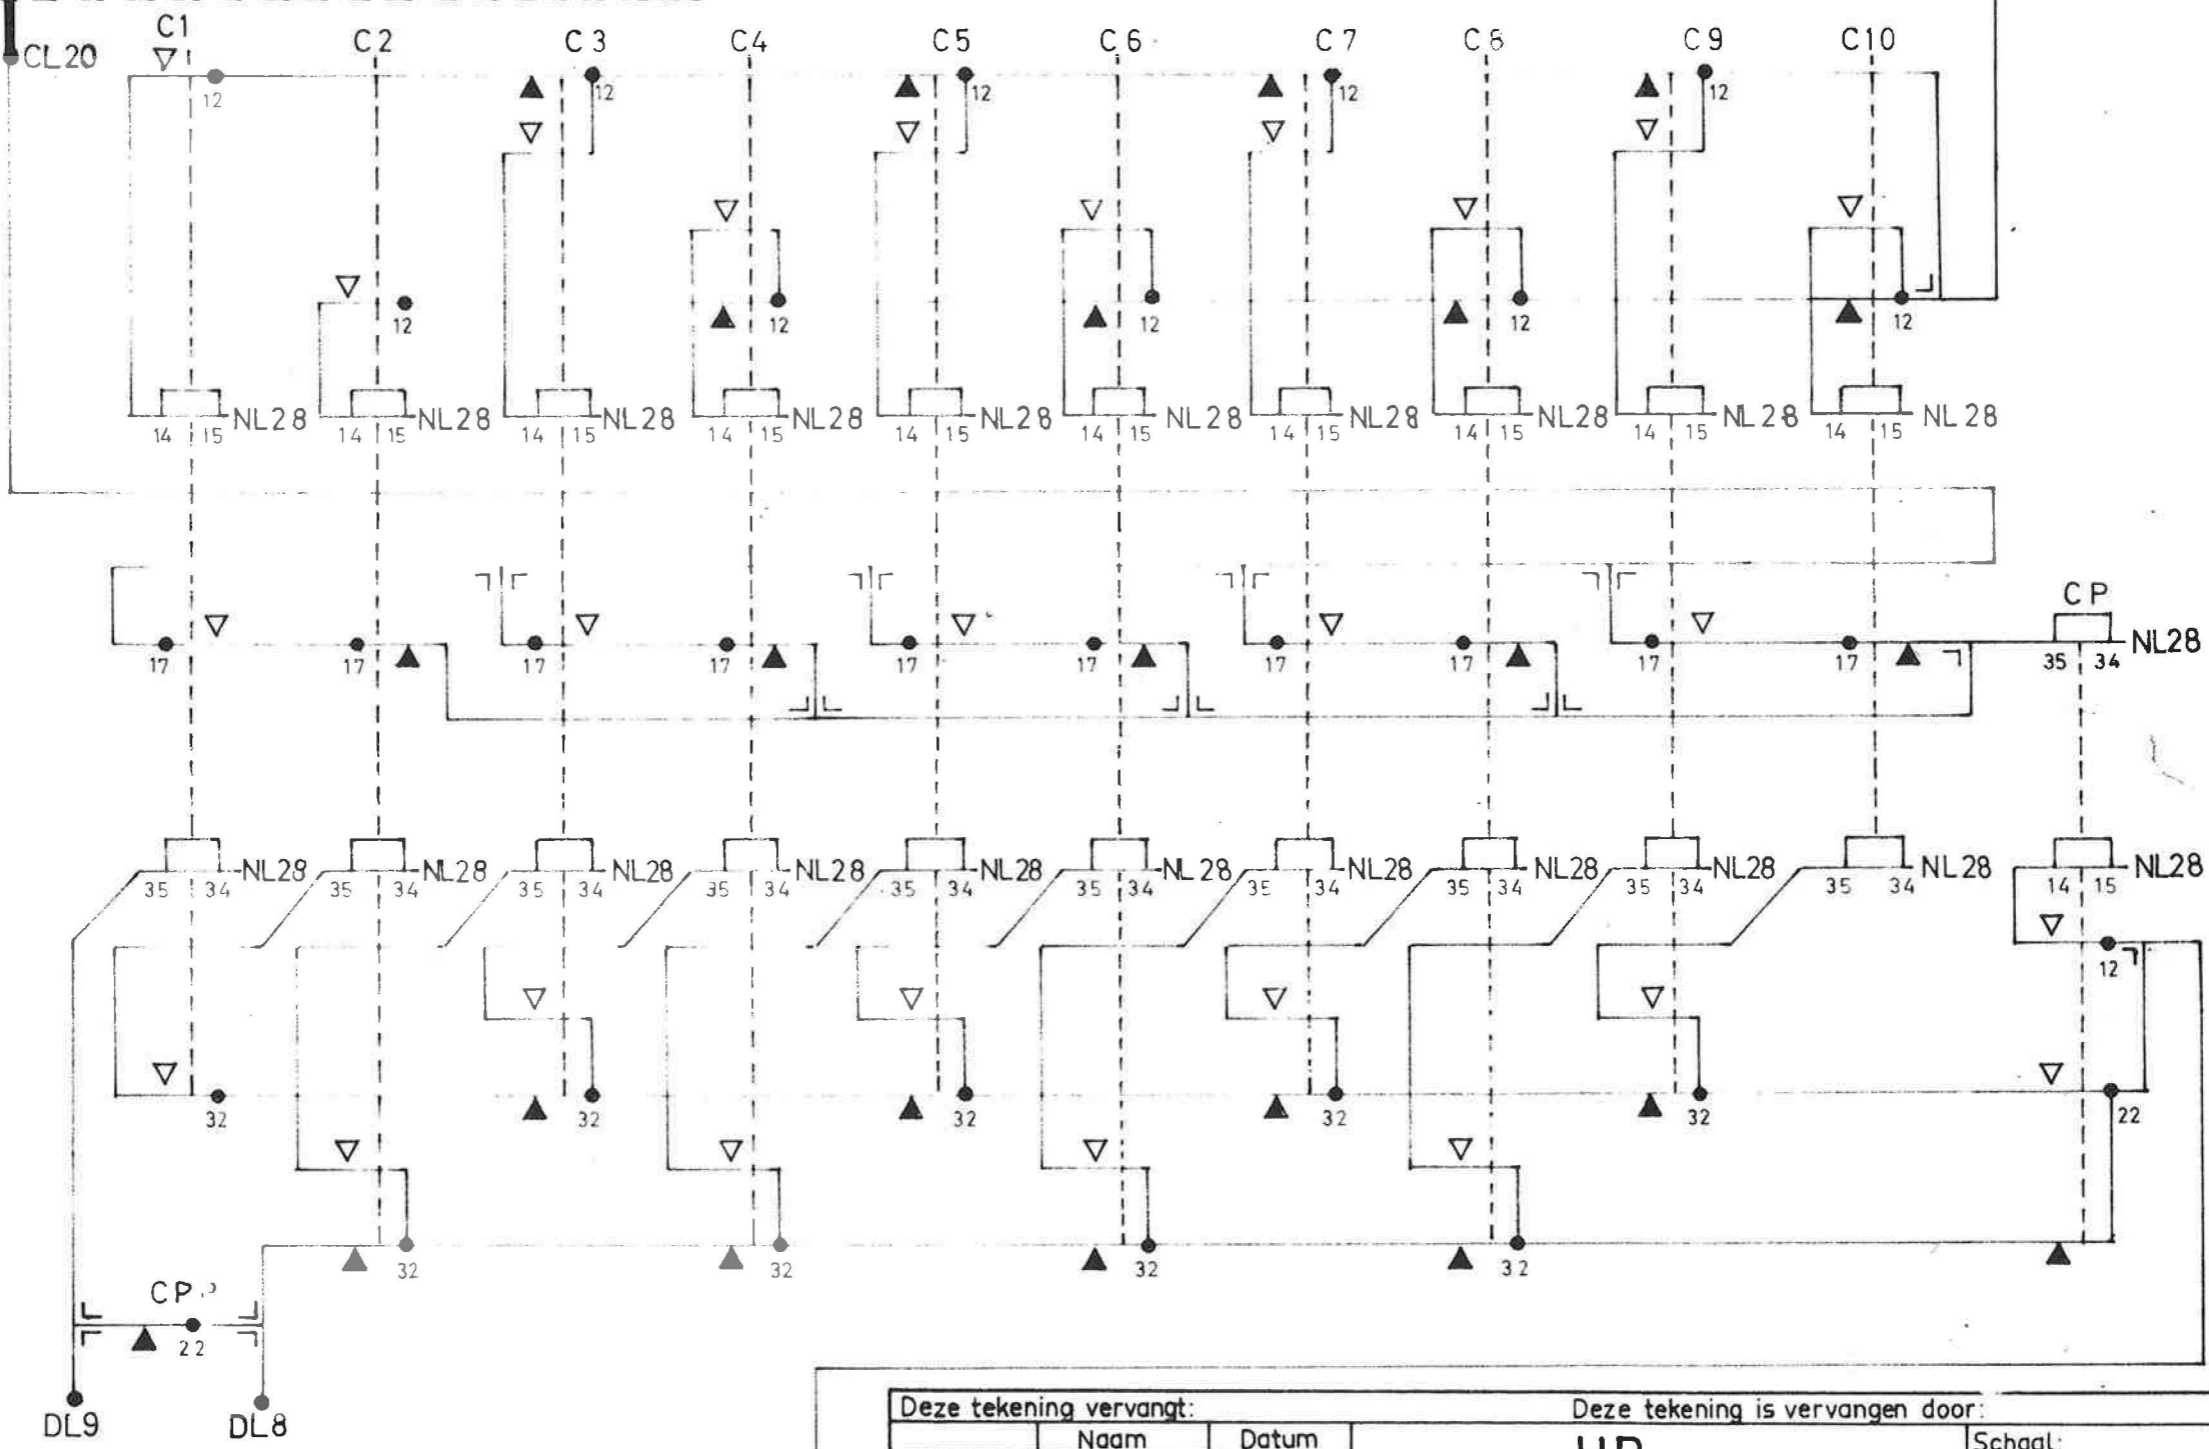 C1 C2 C3 C4 C5 C6 C7 C8 C9 C10
CL20
12 12 12 12 12
12 12 12 12 12
NL28 NL28 NL28 NL28 NL28 NL28 NL28 NL28 NL28 NL28
14 15 14 15 14 15 14 15 14 15 14 15 14 15 14 15 14 15 14 15
CP
NL28
17 17 17 17 17 17 17 17 17 17 35 34
NL28 NL28 NL28 NL28 NL28 NL28 NL28 NL28 NL28 NL28 NL28
35 34 35 34 35 34 35 34 35 34 35 34 35 34 35 34 35 34 35 34 14 15
12
32 32 32 32 32 22
32 32 32 32
CP
22
DL9 DL8
Deze tekening vervangt: Deze tekening is vervangen door:
Naam Datum Schaal: